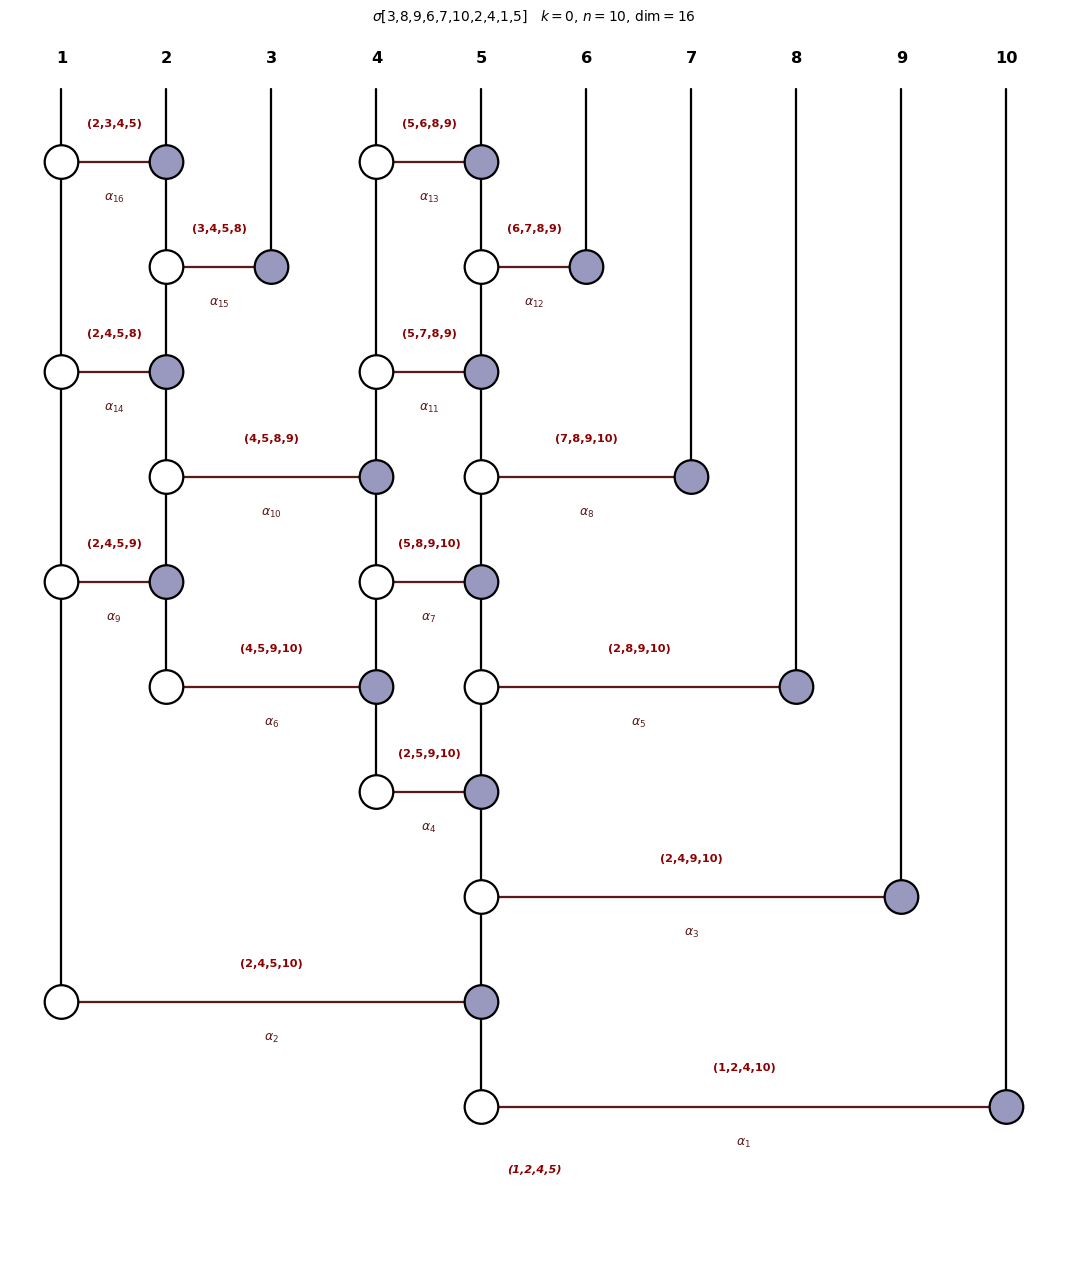 σ[3,8,9,6,7,10,2,4,1,5] k=0, n=10, dim=16
1 2 3 4 5 6 7 8 9 10
(2,3,4,5) (5,6,8,9)
α₁₆ α₁₃
(3,4,5,8) (6,7,8,9)
α₁₅ α₁₂
(2,4,5,8) (5,7,8,9)
α₁₄ α₁₁
(4,5,8,9) (7,8,9,10)
α₁₀ α₈
(2,4,5,9) (5,8,9,10)
α₉ α₇
(4,5,9,10) (2,8,9,10)
α₆ α₅
(2,5,9,10)
α₄
(2,4,9,10)
α₃
(2,4,5,10)
α₂
(1,2,4,10)
α₁
(1,2,4,5)